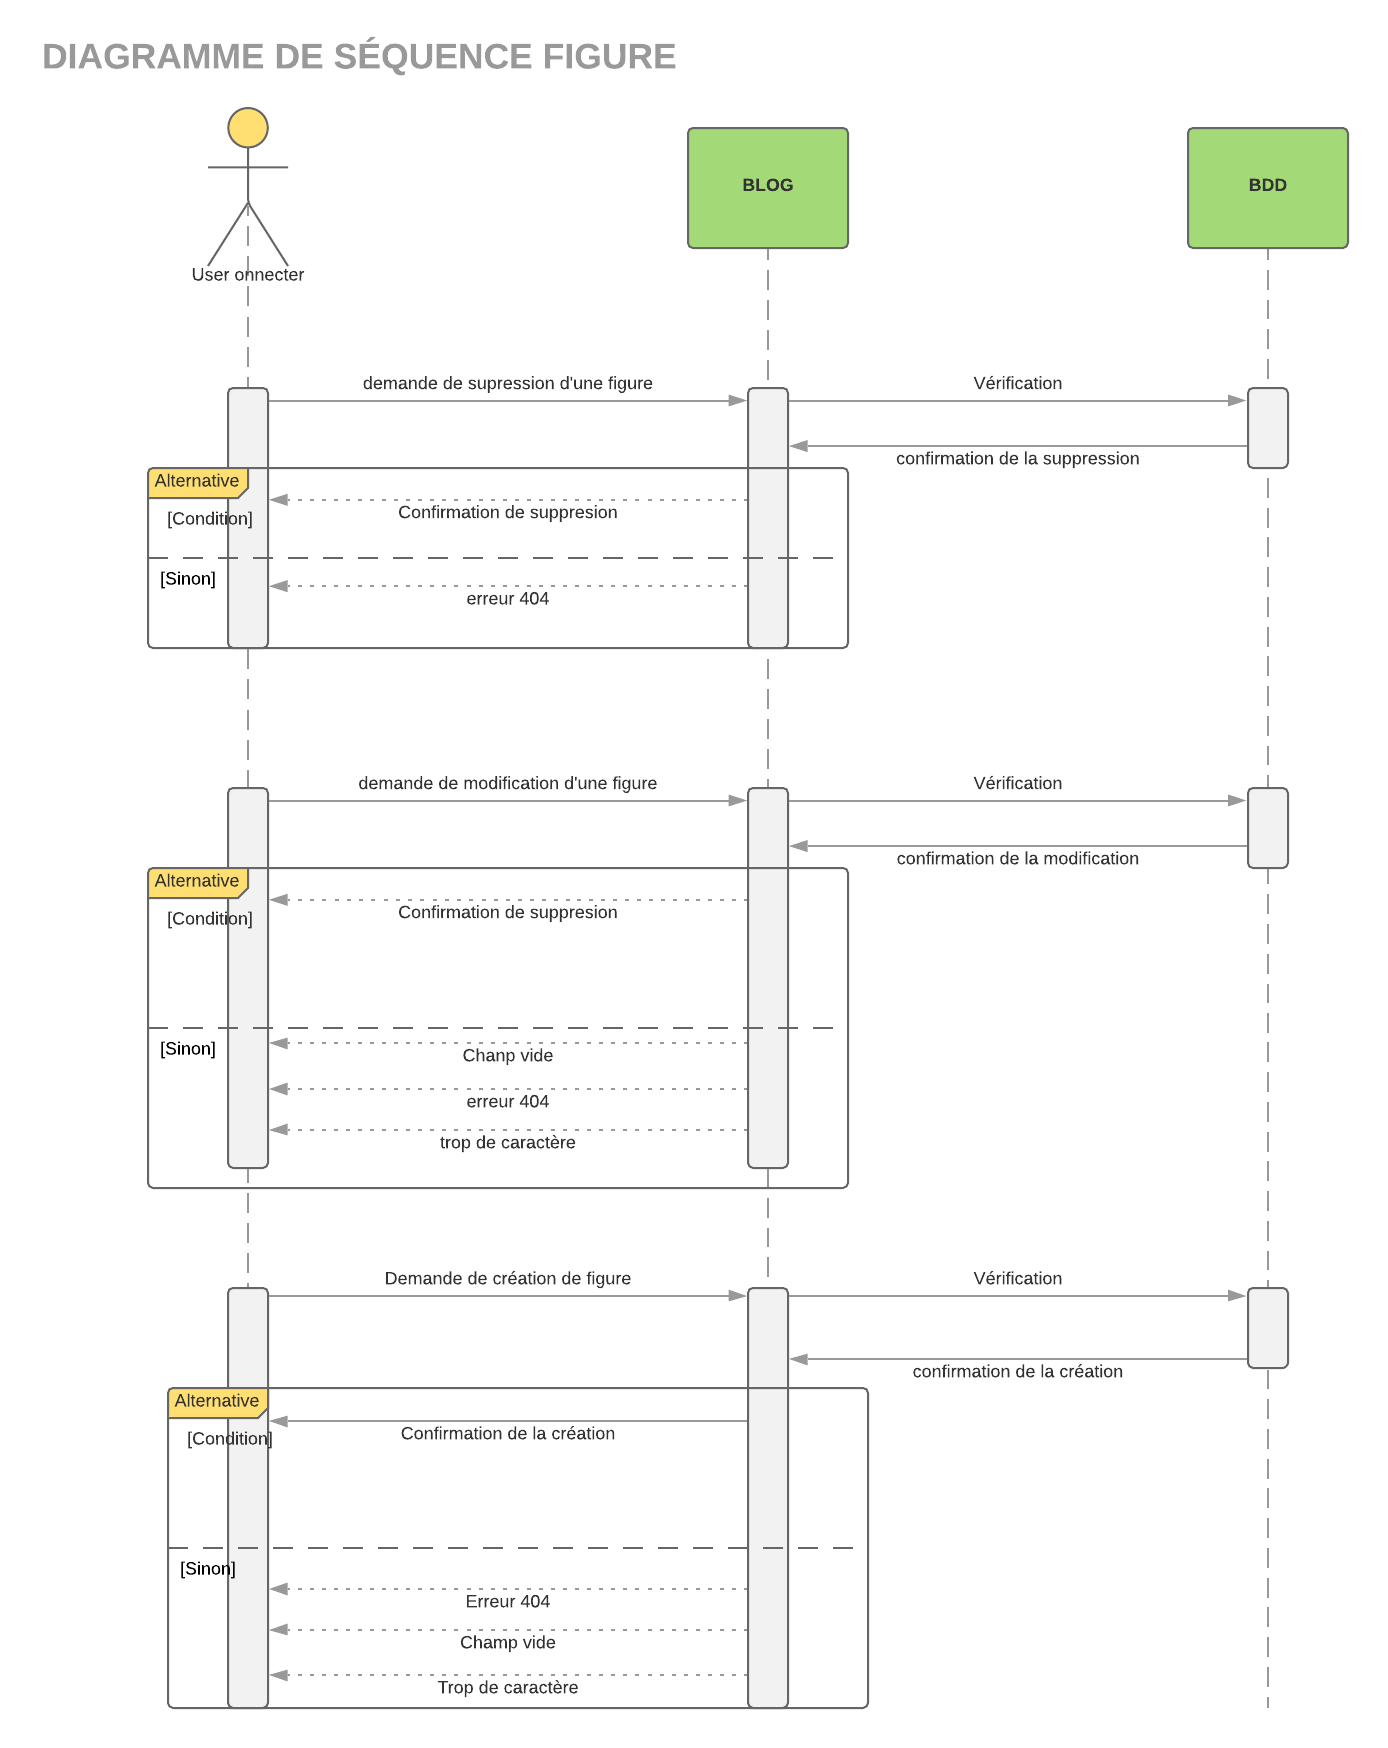 DIAGRAMME DE SÉQUENCE FIGURE
BLOG
BDD
User onnecter
demande de supression d'une figure
Vérification
confirmation de la suppression
Alternative
Confirmation de suppresion
[Condition]
[Sinon]
erreur 404
demande de modification d'une figure
Vérification
confirmation de la modification
Alternative
Confirmation de suppresion
[Condition]
[Sinon]
Chanp vide
erreur 404
trop de caractère
Demande de création de figure
Vérification
confirmation de la création
Alternative
Confirmation de la création
[Condition]
[Sinon]
Erreur 404
Champ vide
Trop de caractère